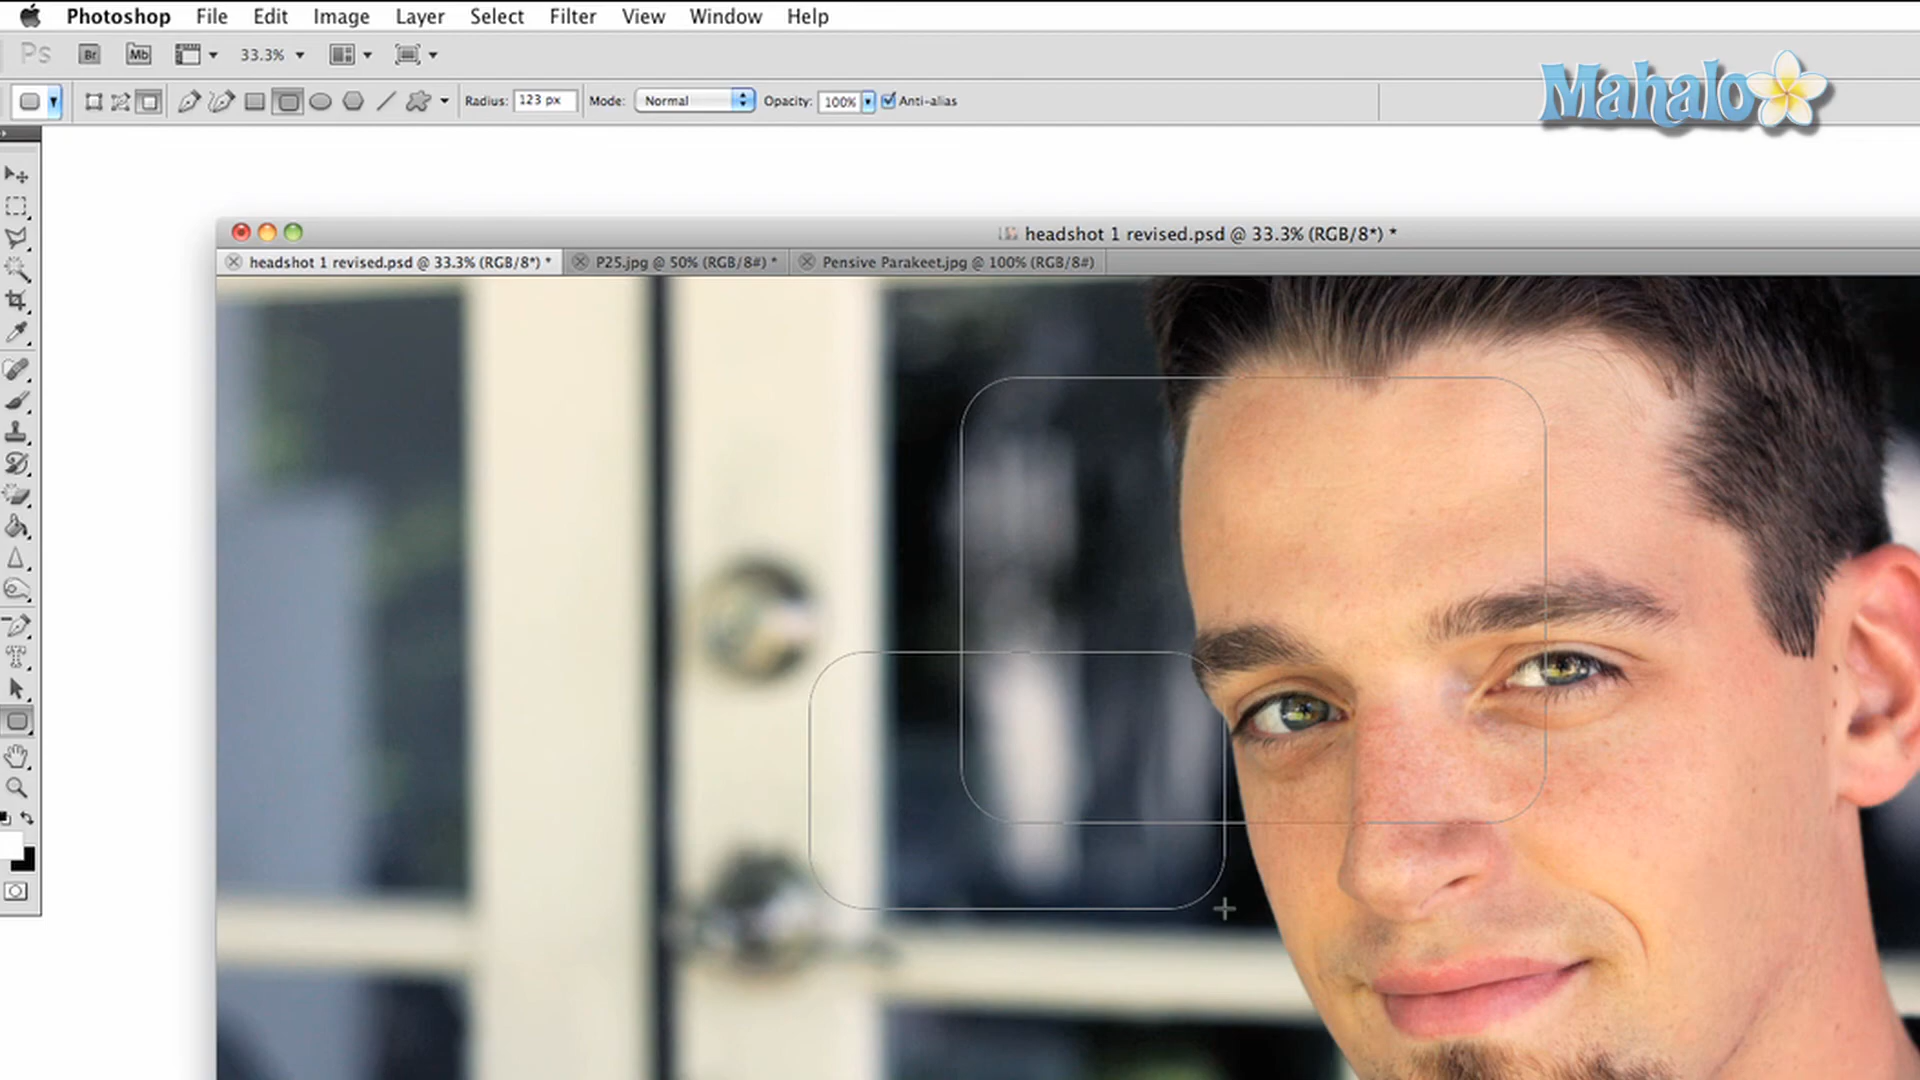 Photoshop File Edit Image Layer Select Filter View Window Help
Ps Br Mb 33.3%
Radius: 123 px Mode: Normal Opacity: 100% Anti-alias
Mahalo
headshot 1 revised.psd @ 33.3% (RGB/8*) *
headshot 1 revised.psd @ 33.3% (RGB/8*) * P25.jpg @ 50% (RGB/8#) * Pensive Parakeet.jpg @ 100% (RGB/8#)
T